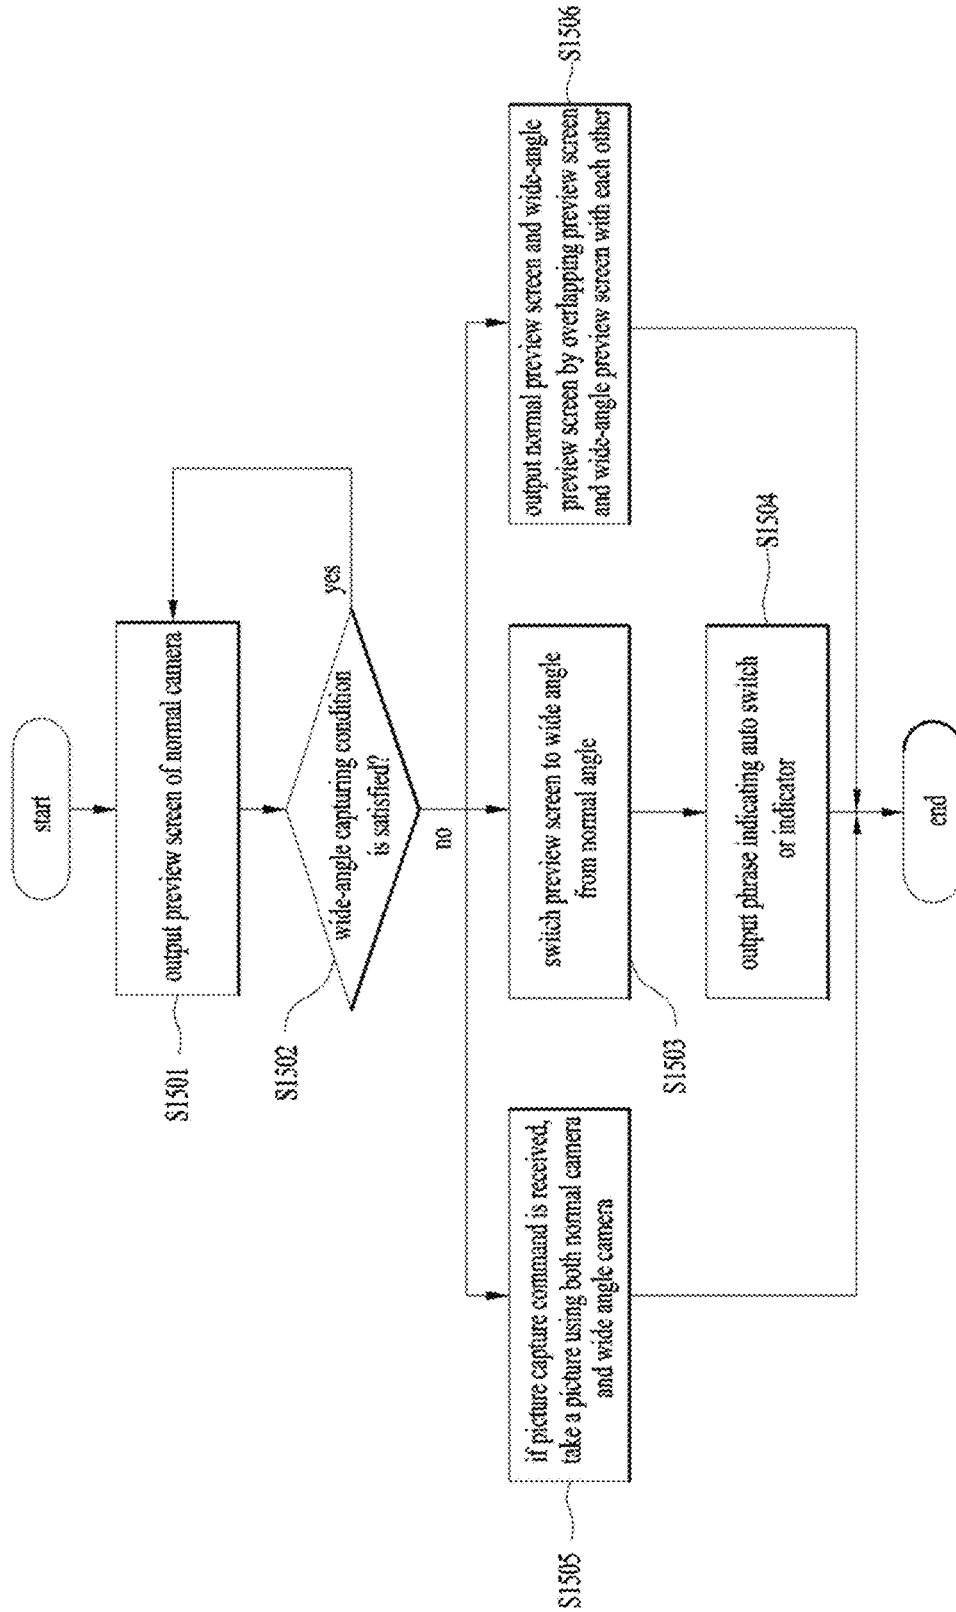 start
output preview screen of normal camera
S1501
wide-angle capturing condition
is satisfied?
S1502
yes
no
if picture capture command is received,
take a picture using both normal camera
and wide angle camera
S1505
switch preview screen to wide angle
from normal angle
S1503
output normal preview screen and wide-angle
preview screen by overlapping preview screen
and wide-angle preview screen with each other
S1506
output phrase indicating auto switch
or indicator
S1504
end